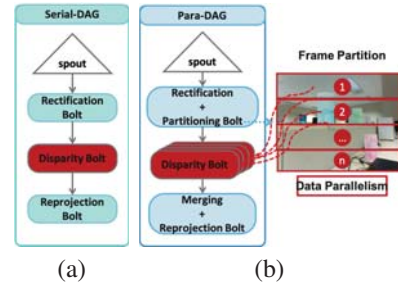 Serial-DAG
spout
Rectification
Bolt
Disparity Bolt
Reprojection
Bolt
(a)
Para-DAG
spout
Rectification
+
Partitioning Bolt
Disparity Bolt
Merging
+
Reprojection Bolt
Frame Partition
1
2
...
n
Data Parallelism
(b)